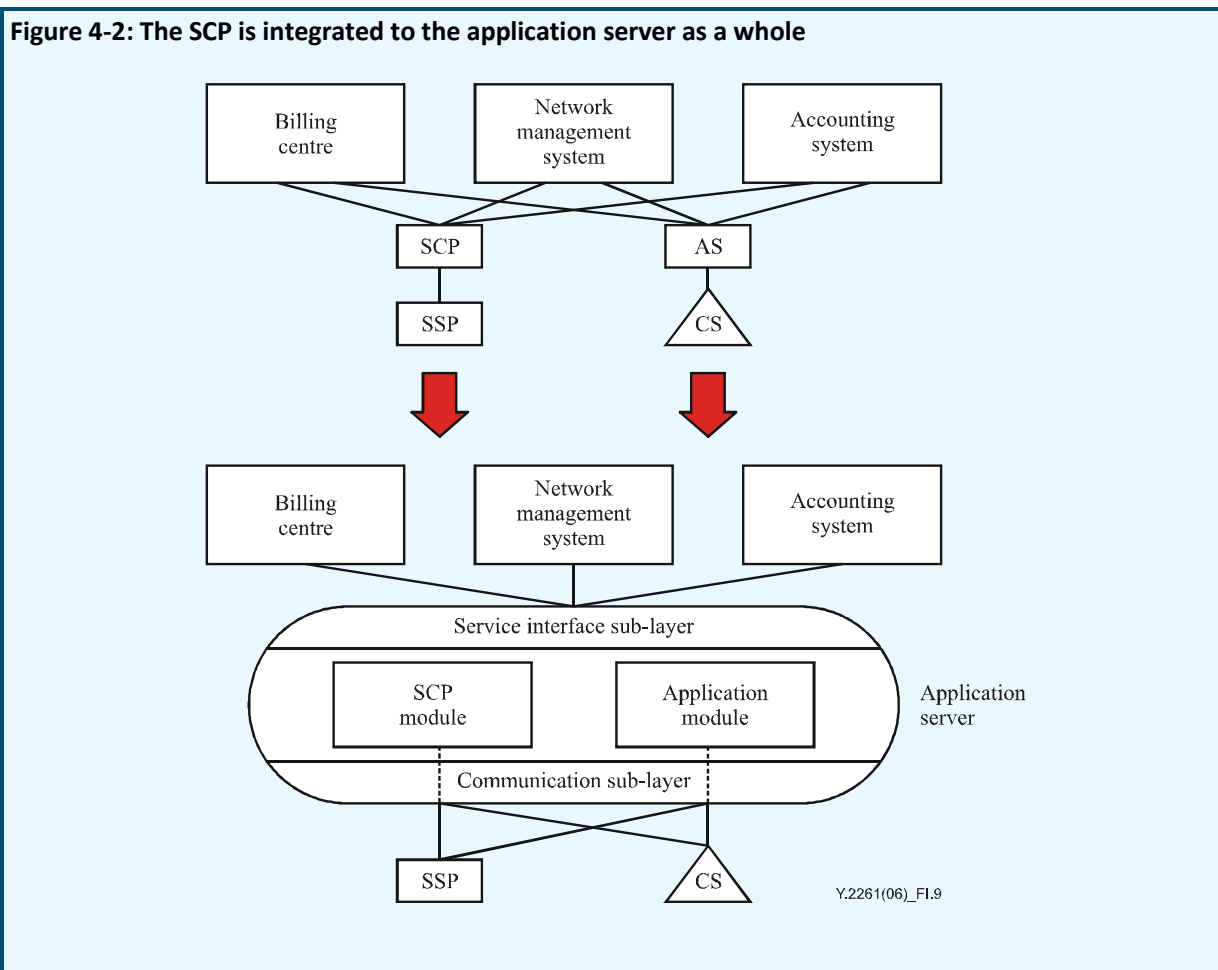 Figure 4-2: The SCP is integrated to the application server as a whole
Billing
centre
Network
management
system
Accounting
system
SCP
AS
SSP
CS
Billing
centre
Network
management
system
Accounting
system
Service interface sub-layer
SCP
module
Application
module
Application
server
Communication sub-layer
SSP
CS
Y.2261(06)_FI.9